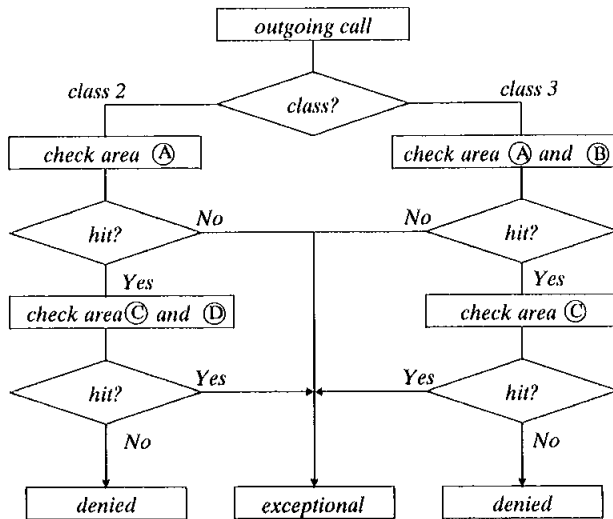 outgoing call
class 2
class?
class 3
check area Ⓐ
check area Ⓐ and Ⓑ
hit?
No
No
hit?
Yes
Yes
check area Ⓒ and Ⓓ
check area Ⓒ
hit?
Yes
Yes
hit?
No
No
denied
exceptional
denied